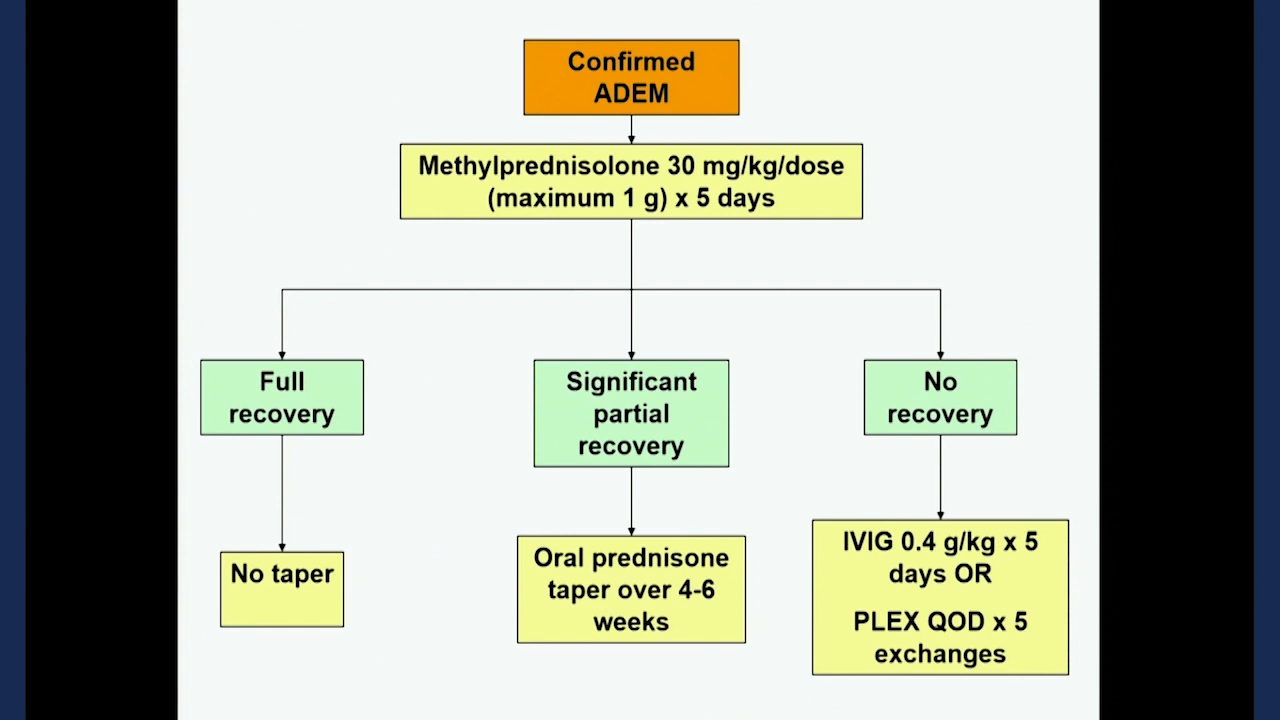 Confirmed
ADEM
Methylprednisolone 30 mg/kg/dose
(maximum 1 g) x 5 days
Full
recovery
Significant
partial
recovery
No
recovery
No taper
Oral prednisone
taper over 4-6
weeks
IVIG 0.4 g/kg x 5
days OR
PLEX QOD x 5
exchanges